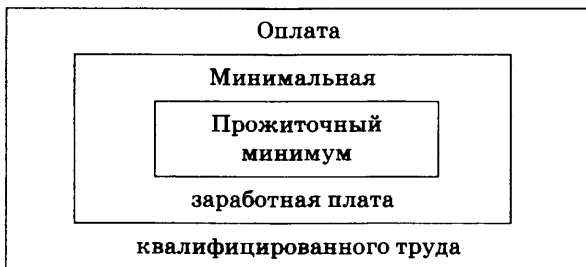 Оплата
Минимальная
Прожиточный
минимум
заработная плата
квалифицированного труда